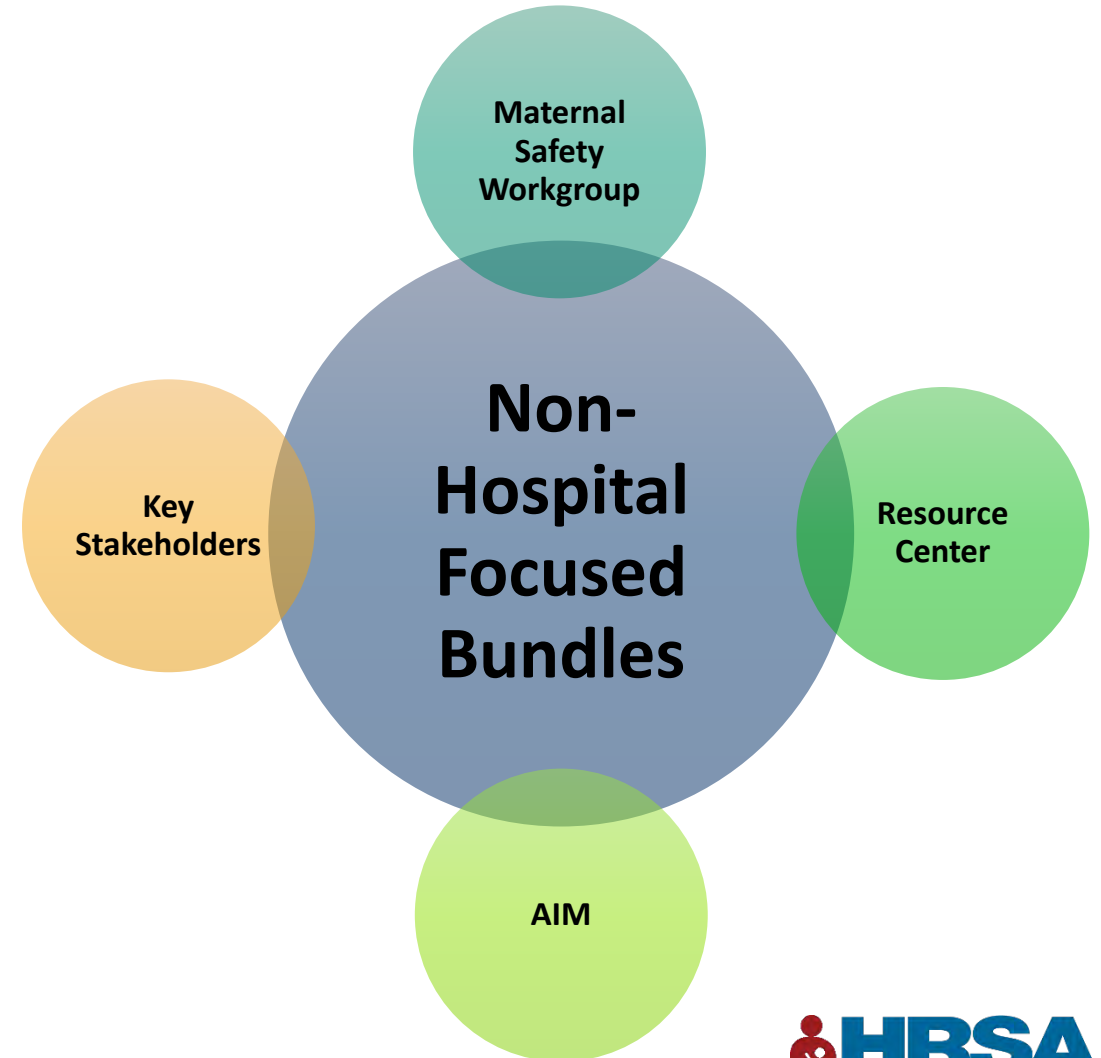 Maternal
Safety
Workgroup
Non-
Hospital
Focused
Bundles
Key
Stakeholders
Resource
Center
AIM
HRSA